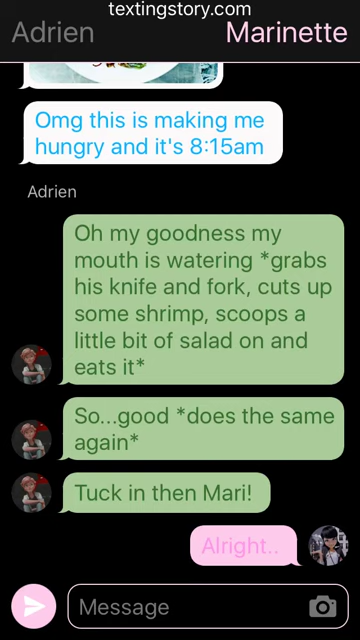 textingstory.com
Adrien Marinette
Omg this is making me
hungry and it's 8:15am
Adrien
Oh my goodness my
mouth is watering *grabs
his knife and fork, cuts up
some shrimp, scoops a
little bit of salad on and
eats it*
So...good *does the same
again*
Tuck in then Mari!
Alright..
Message